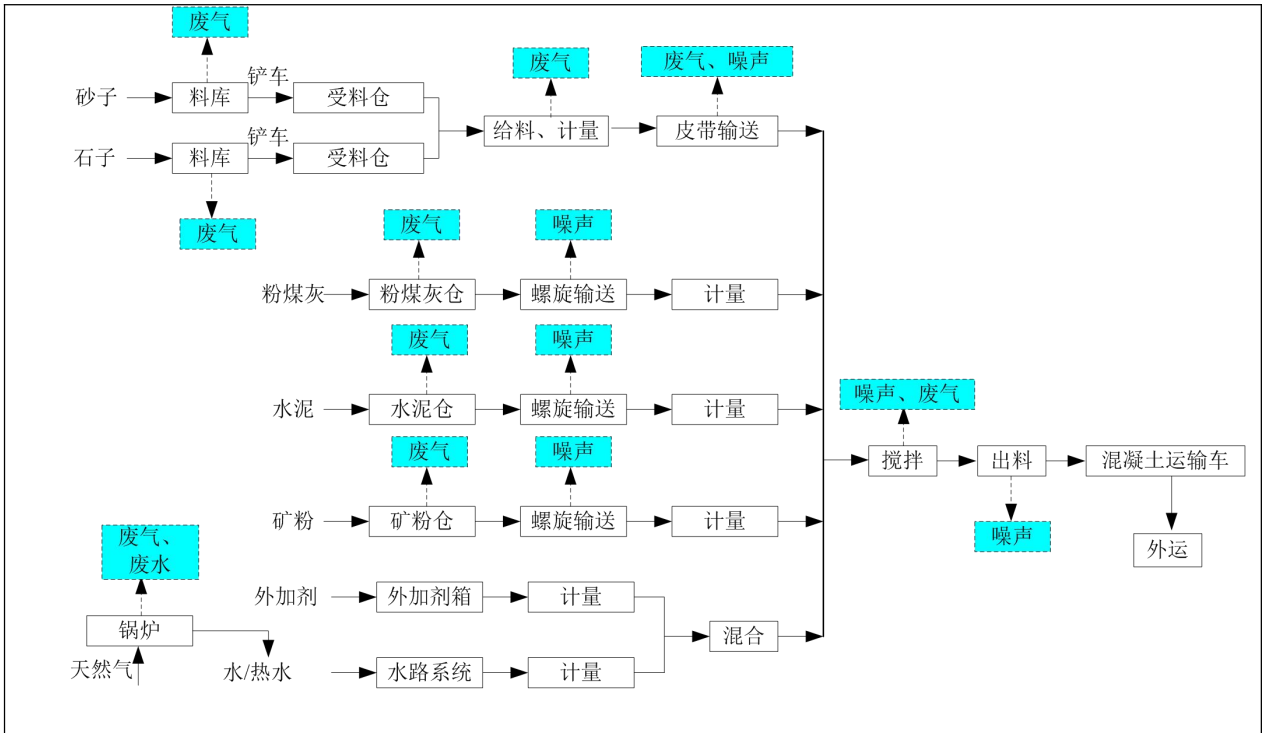 废气
废气
废气、噪声
铲车
砂子
料库
受料仓
给料、计量
皮带输送
铲车
石子
料库
受料仓
废气
废气
噪声
粉煤灰
粉煤灰仓
螺旋输送
计量
废气
噪声
水泥
水泥仓
螺旋输送
计量
噪声、废气
废气
噪声
搅拌
出料
混凝土运输车
矿粉
矿粉仓
螺旋输送
计量
噪声
外运
废气、
废水
外加剂
外加剂箱
计量
锅炉
混合
天然气
水/热水
水路系统
计量